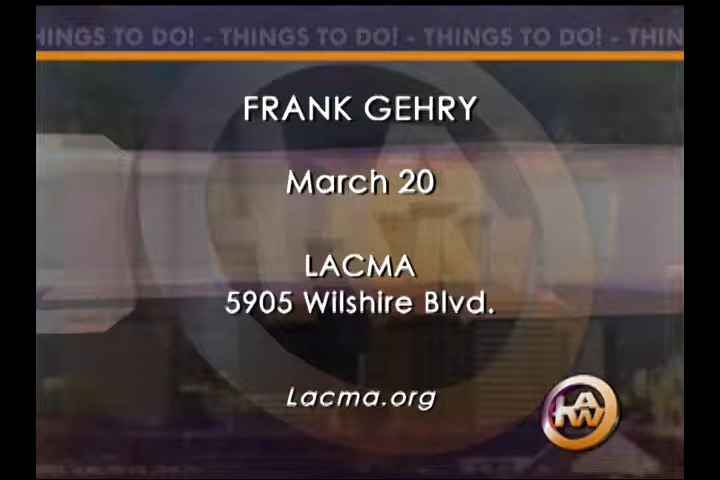 HINGS TO DO! - THINGS TO DO! - THINGS TO DO! - THIN
FRANK GEHRY
March 20
LACMA
5905 Wilshire Blvd.
Lacma.org
LAW